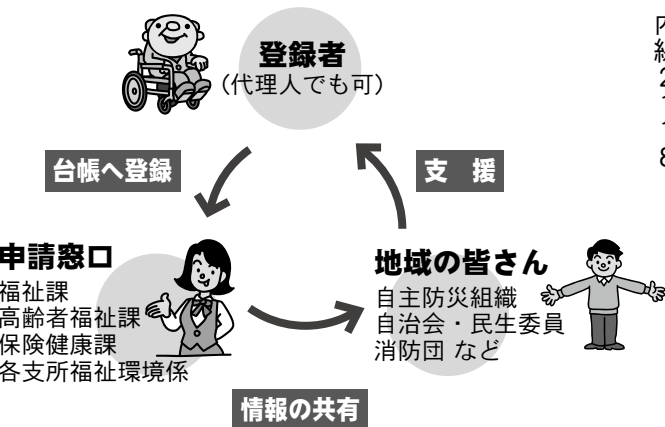 登録者
（代理人でも可）
台帳へ登録
支 援
申請窓口
福祉課
高齢者福祉課
保険健康課
各支所福祉環境係
地域の皆さん
自主防災組織
自治会・民生委員
消防団 など
情報の共有